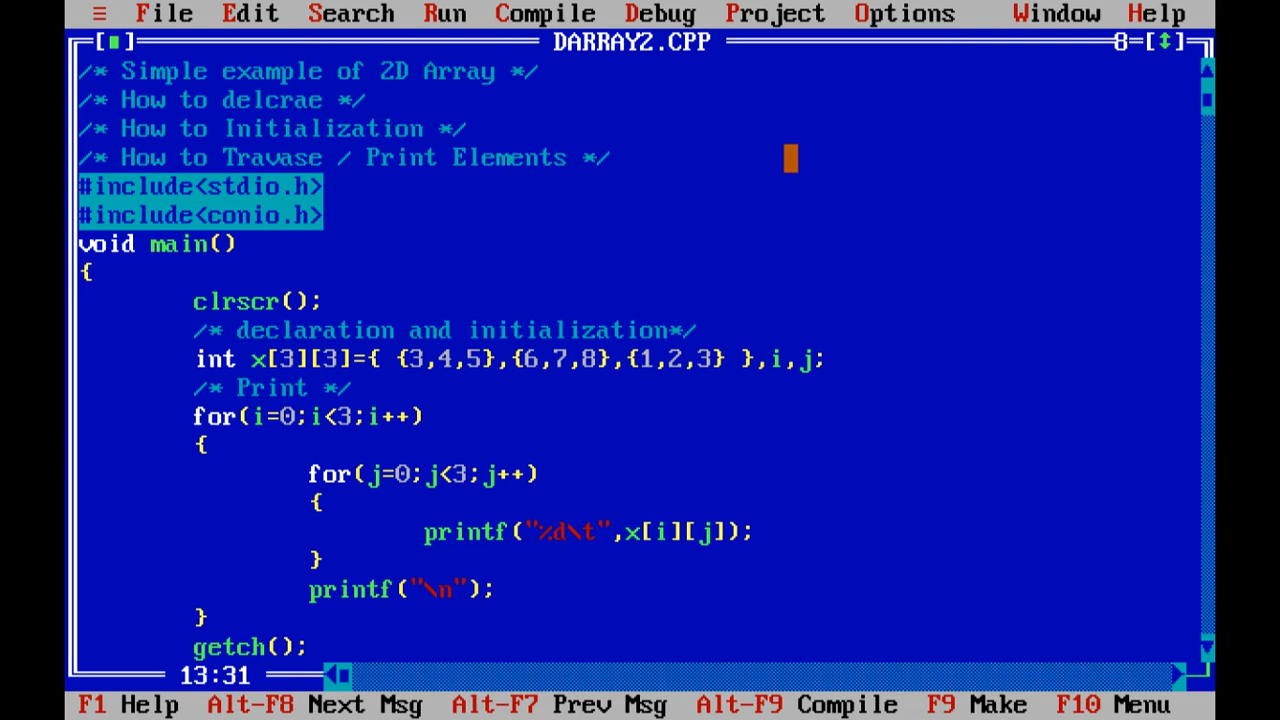 ≡ File Edit Search Run Compile Debug Project Options Window Help
[■] DARRAY2.CPP 8=[↕]
/* Simple example of 2D Array */
/* How to delcrae */
/* How to Initialization */
/* How to Travase / Print Elements */
#include<stdio.h>
#include<conio.h>
void main()
{
clrscr();
/* declaration and initialization*/
int x[3][3]={ {3,4,5},{6,7,8},{1,2,3} },i,j;
/* Print */
for(i=0;i<3;i++)
{
for(j=0;j<3;j++)
{
printf("%d\t",x[i][j]);
}
printf("\n");
}
getch();
13:31
F1 Help Alt-F8 Next Msg Alt-F7 Prev Msg Alt-F9 Compile F9 Make F10 Menu